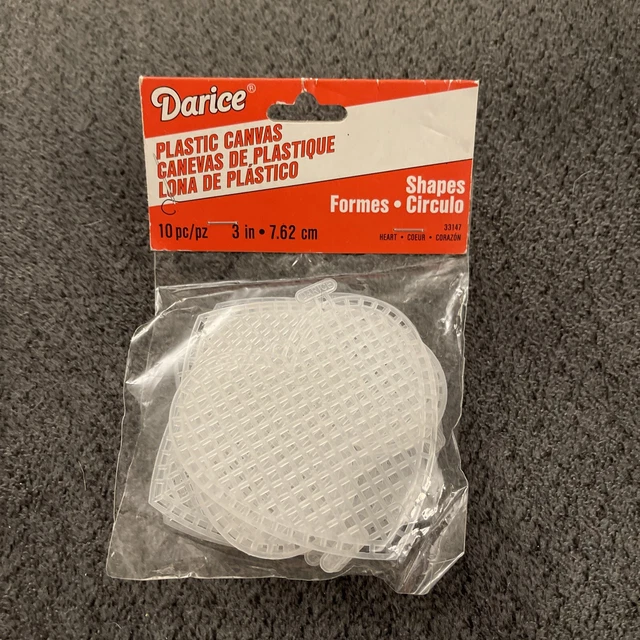 Darice®
PLASTIC CANVAS
CANEVAS DE PLASTIQUE
LONA DE PLÁSTICO
Shapes
Formes • Círculo
10 pc/pz 3 in • 7.62 cm
33147
HEART • COEUR • CORAZÓN